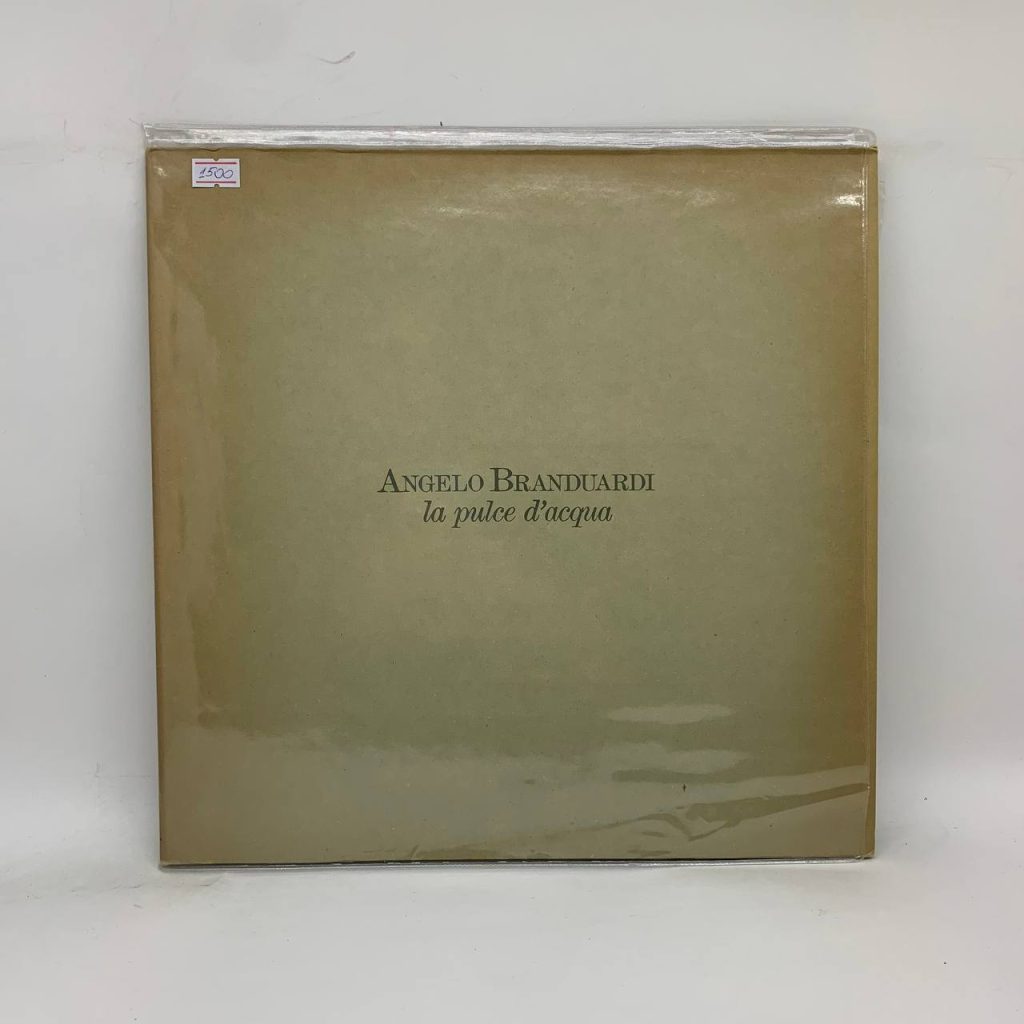 1500
ANGELO BRANDUARDI
la pulce d'acqua